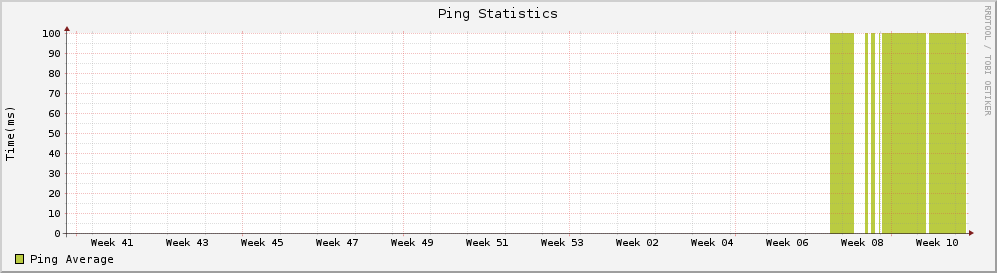 Ping Statistics
RRDTOOL / TOBI OETIKER
Time(ms)
100
90
80
70
60
50
40
30
20
10
0
Week 41 Week 43 Week 45 Week 47 Week 49 Week 51 Week 53 Week 02 Week 04 Week 06 Week 08 Week 10
Ping Average